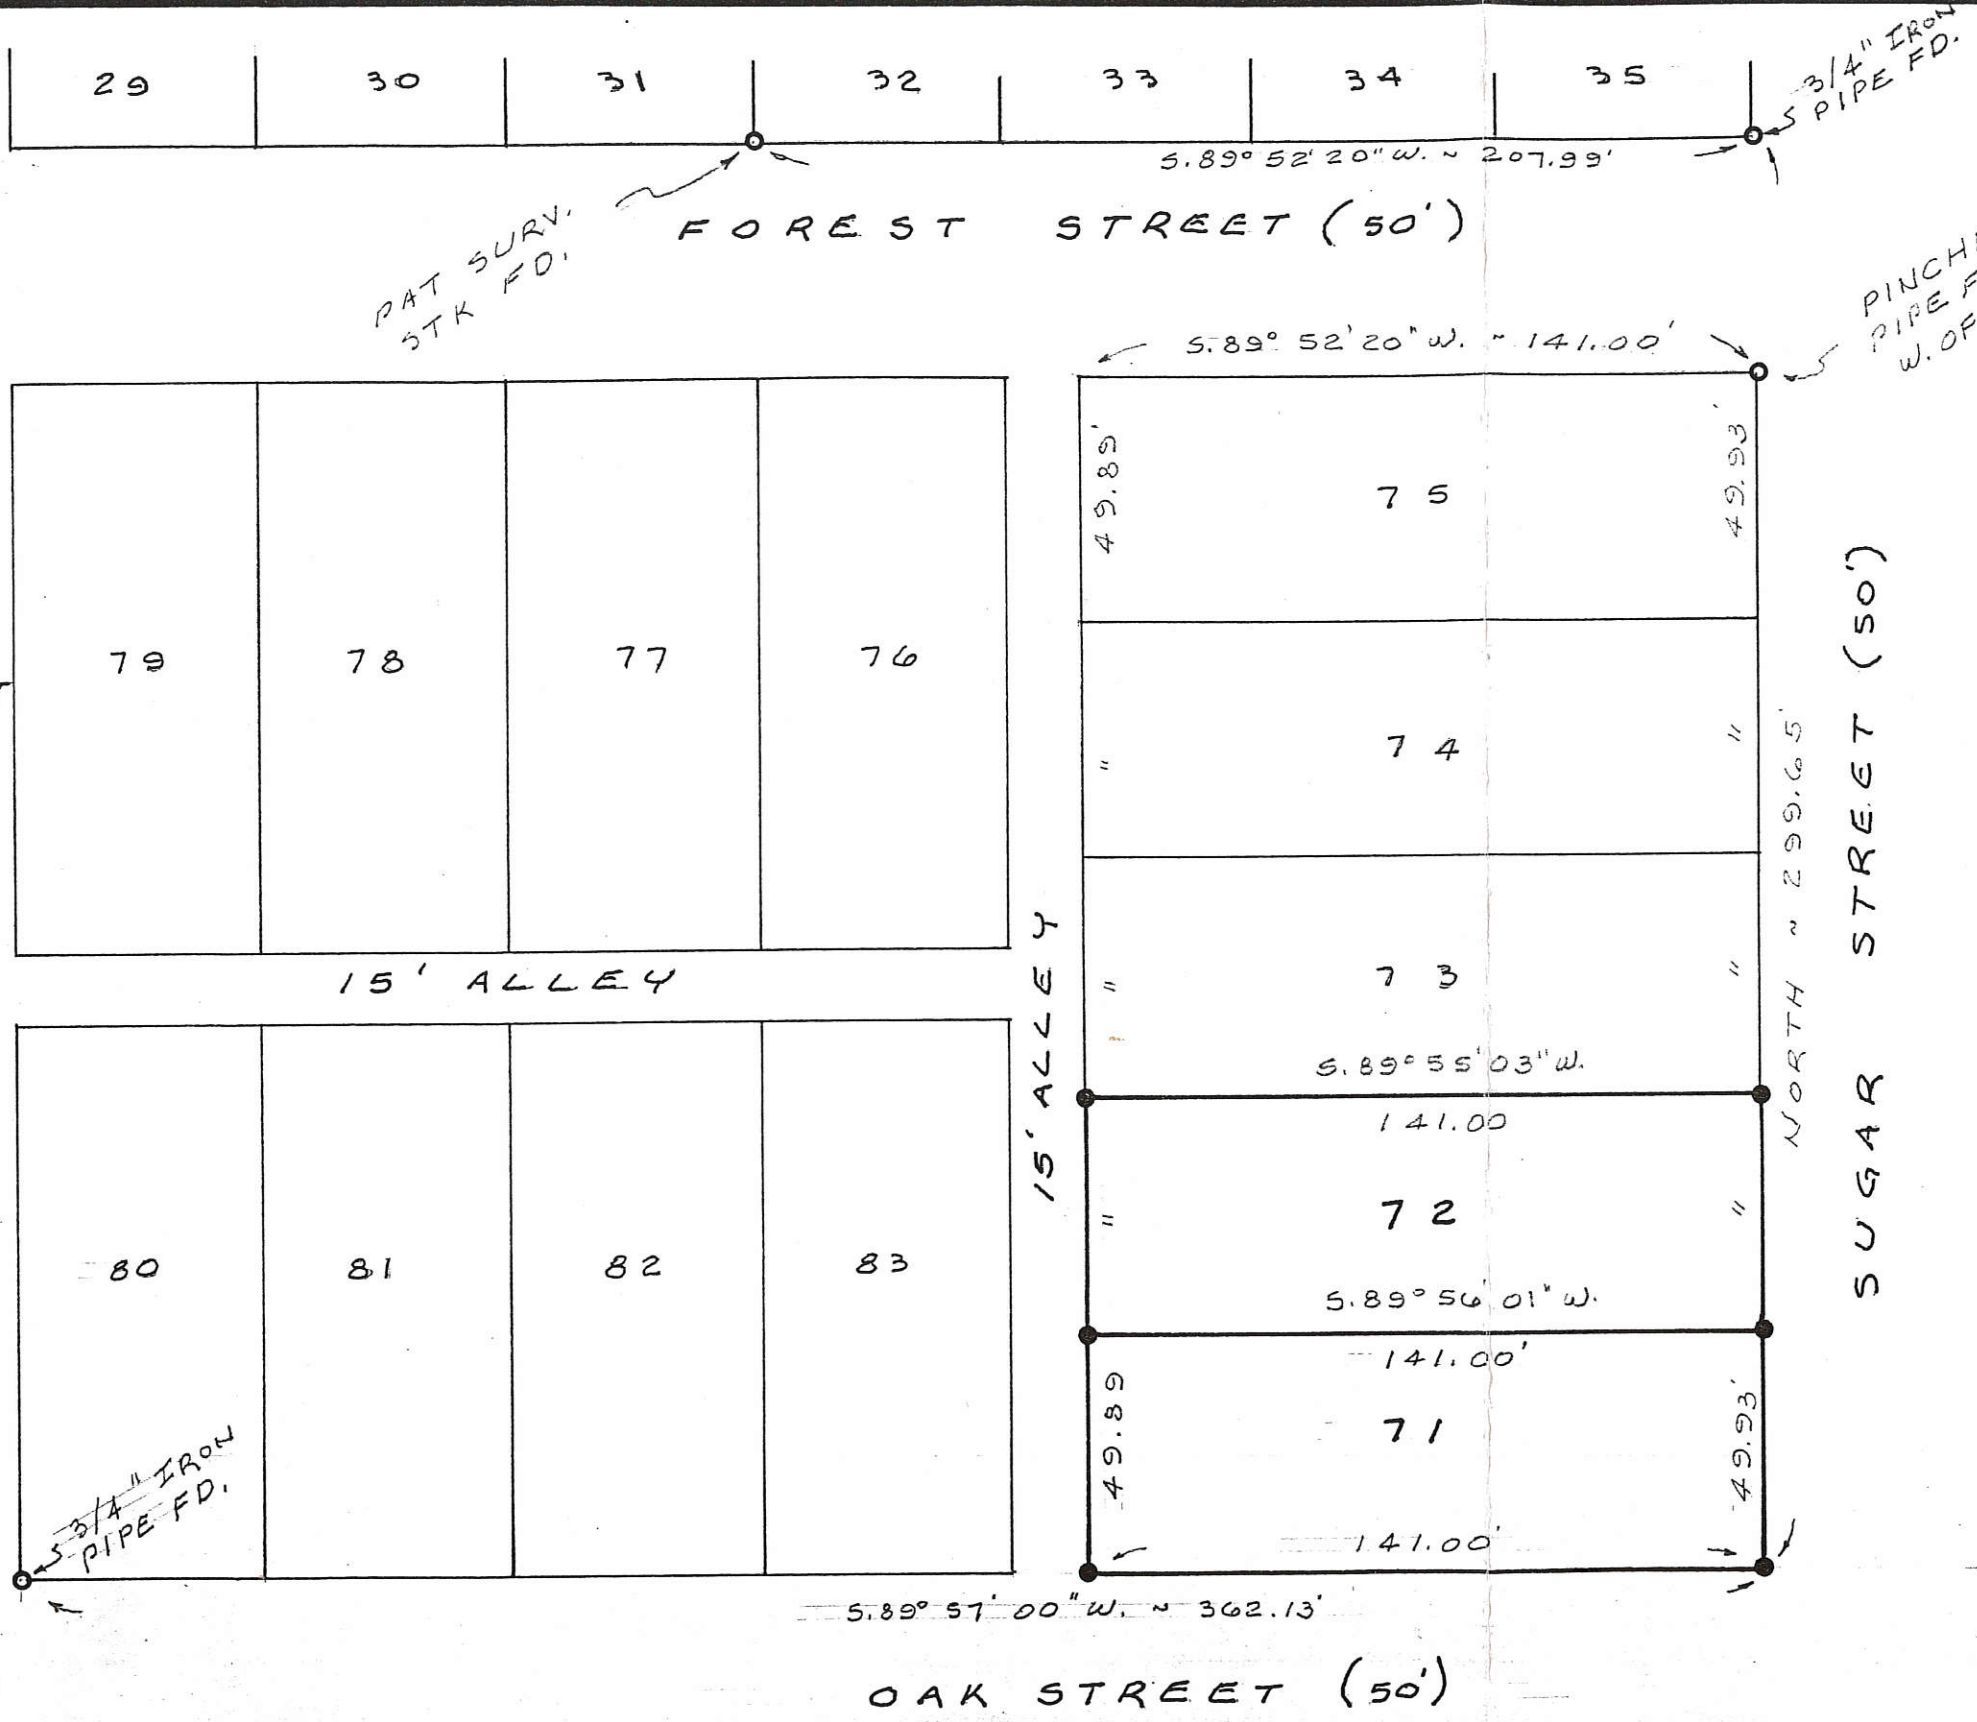 29 30 31 32 33 34 35
3/4" IRON
PIPE FD.
S.89° 52' 20" W. ~ 207.99'
PAT SURV.
STK FD.
FOREST STREET (50')
S.89° 52' 20" W. ~ 141.00'
PIPE
W. OF
49.89'
75
49.93'
79 78 77 76
"
74
"
15' ALLEY
"
73
"
S.89° 55' 03" W.
141.00
15' ALLEY
NORTH ~ 299.65'
SUGAR STREET (50')
80 81 82 83
"
72
"
S.89° 56' 01" W.
141.00'
49.89
71
49.93'
3/4" IRON
PIPE FD.
141.00'
S.89° 57' 00" W. ~ 362.13'
OAK STREET (50')